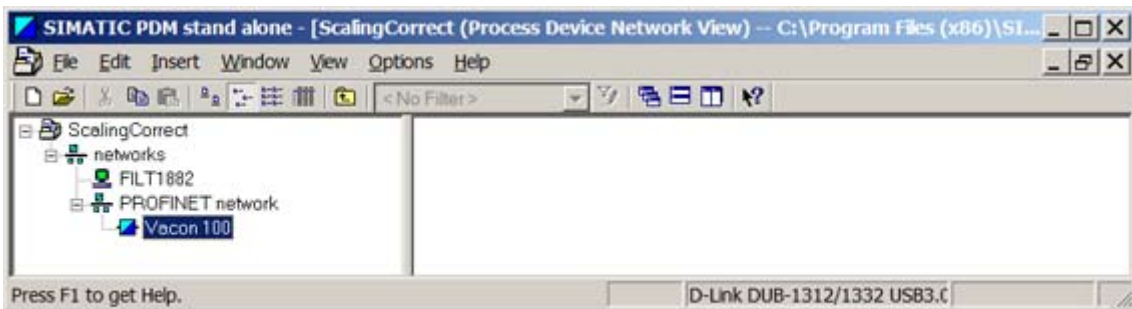 SIMATIC PDM stand alone - [ScalingCorrect (Process Device Network View) -- C:\Program Files (x86)\SI...
File Edit Insert Window View Options Help
< No Filter >
ScalingCorrect
networks
FILT1882
PROFINET network
Vacon 100
Press F1 to get Help.
D-Link DUB-1312/1332 USB3.0